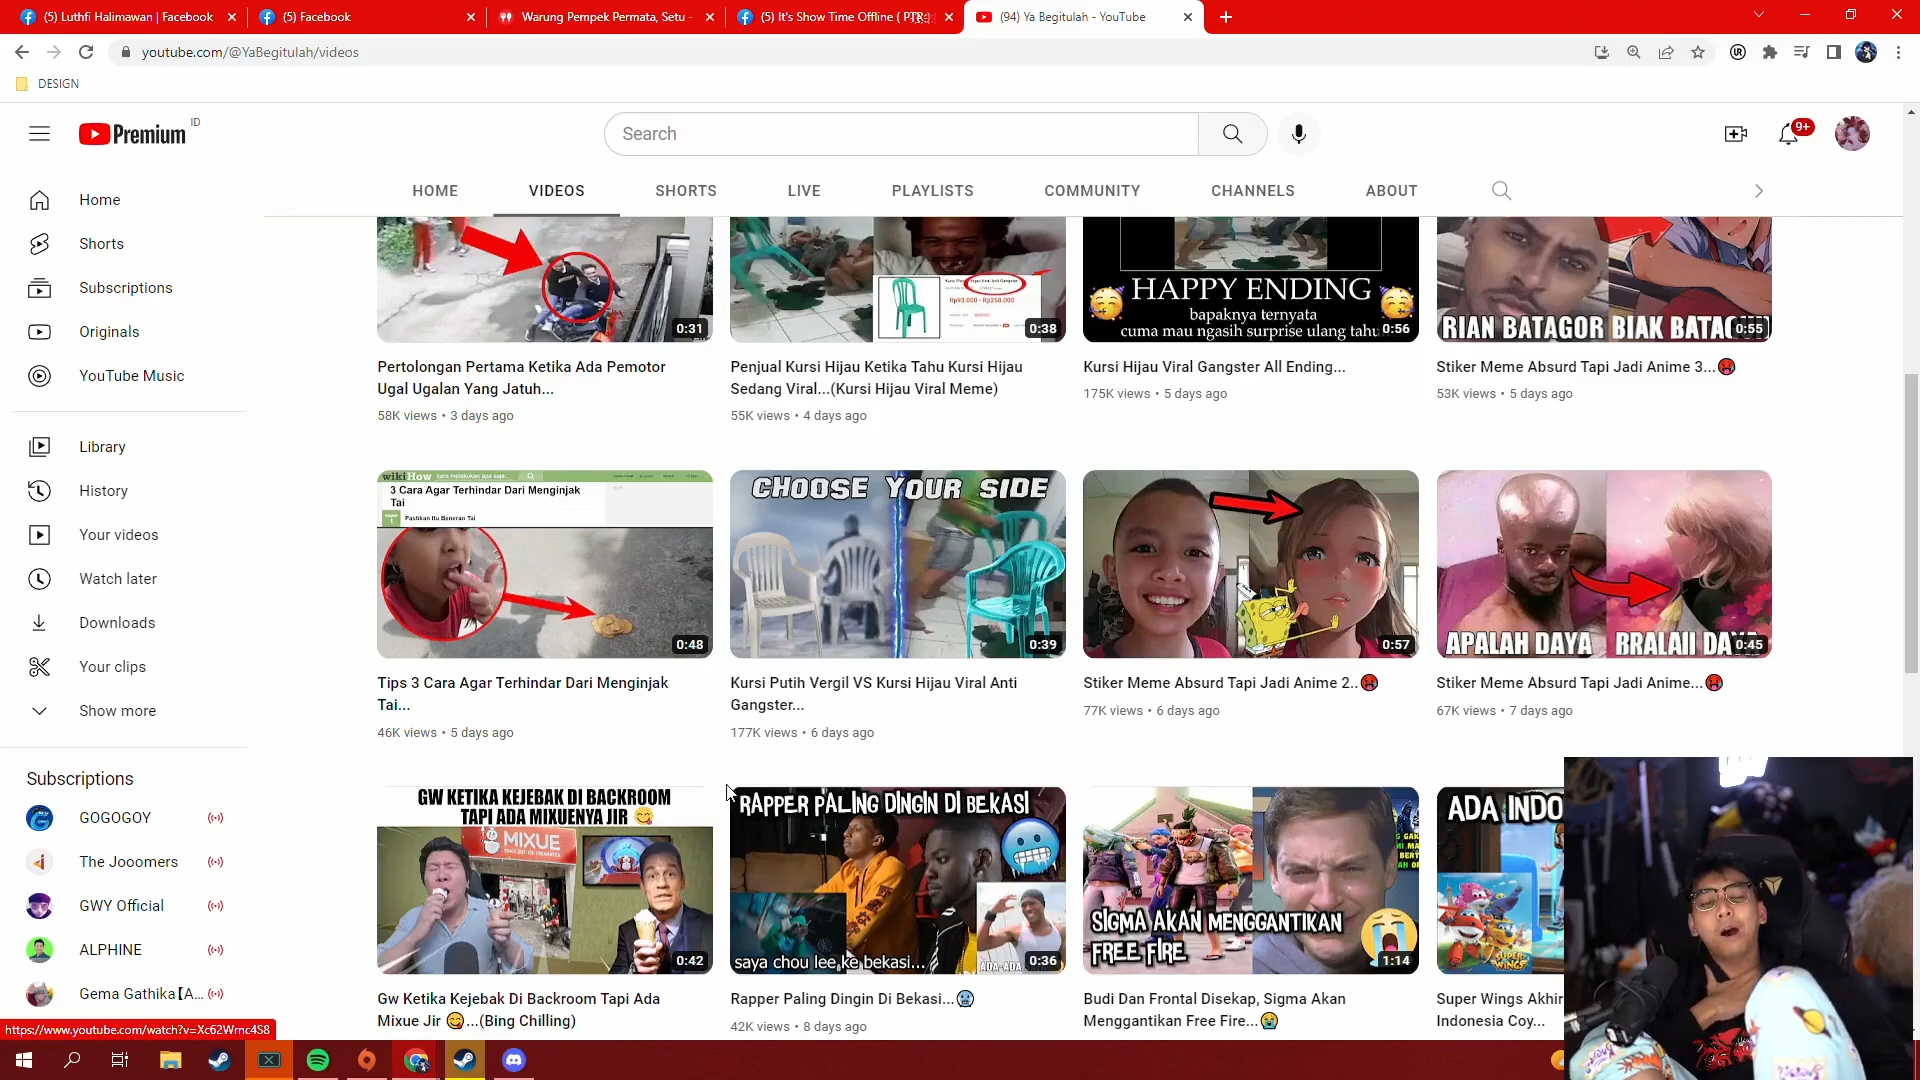 (5) Luthfi Halimawan | Facebook
(5) Facebook
Warung Pempek Permata, Setu -
(5) It's Show Time Offline (
(94) Ya Begitulah - YouTube
youtube.com/@YaBegitulah/videos
DESIGN
Premium
ID
Search
9+
Home
Shorts
Subscriptions
Originals
YouTube Music
Library
History
Your videos
Watch later
Downloads
Your clips
Show more
Subscriptions
GOGOGOY
The Jooomers
GWY Official
ALPHINE
Gema Gathika【A...
https://www.youtube.com/watch?v=Xc62Wrnc4S8
HOME
VIDEOS
SHORTS
LIVE
PLAYLISTS
COMMUNITY
CHANNELS
ABOUT
0:31
Pertolongan Pertama Ketika Ada Pemotor
Ugal Ugalan Yang Jatuh...
58K views • 3 days ago
Rp93.000 - Rp258.000
0:38
Penjual Kursi Hijau Ketika Tahu Kursi Hijau
Sedang Viral...(Kursi Hijau Viral Meme)
55K views • 4 days ago
HAPPY ENDING
bapaknya ternyata
cuma mau ngasih surprise ulang tahu
0:56
Kursi Hijau Viral Gangster All Ending...
175K views • 5 days ago
RIAN BATAGOR BIAK BATAG
0:55
Stiker Meme Absurd Tapi Jadi Anime 3...🥵
53K views • 5 days ago
wikiHow
3 Cara Agar Terhindar Dari Menginjak
Tai
Pastikan Itu Beneran Tai
0:48
Tips 3 Cara Agar Terhindar Dari Menginjak
Tai...
46K views • 5 days ago
CHOOSE YOUR SIDE
0:39
Kursi Putih Vergil VS Kursi Hijau Viral Anti
Gangster...
177K views • 6 days ago
0:57
Stiker Meme Absurd Tapi Jadi Anime 2..🥵
77K views • 6 days ago
APALAH DAYA
BRALAII DA
0:45
Stiker Meme Absurd Tapi Jadi Anime...🥵
67K views • 7 days ago
GW KETIKA KEJEBAK DI BACKROOM
TAPI ADA MIXUENYA JIR 😋
MIXUE
0:42
Gw Ketika Kejebak Di Backroom Tapi Ada
Mixue Jir 😋...(Bing Chilling)
RAPPER PALING DINGIN DI BEKASI
saya chou lee ke bekasi...
ADA-ADA
0:36
Rapper Paling Dingin Di Bekasi...🥶
42K views • 8 days ago
SIGMA AKAN MENGGANTIKAN
FREE FIRE
1:14
Budi Dan Frontal Disekap, Sigma Akan
Menggantikan Free Fire...😭
ADA INDO
SUPER WINGS
Super Wings Akhir
Indonesia Coy...